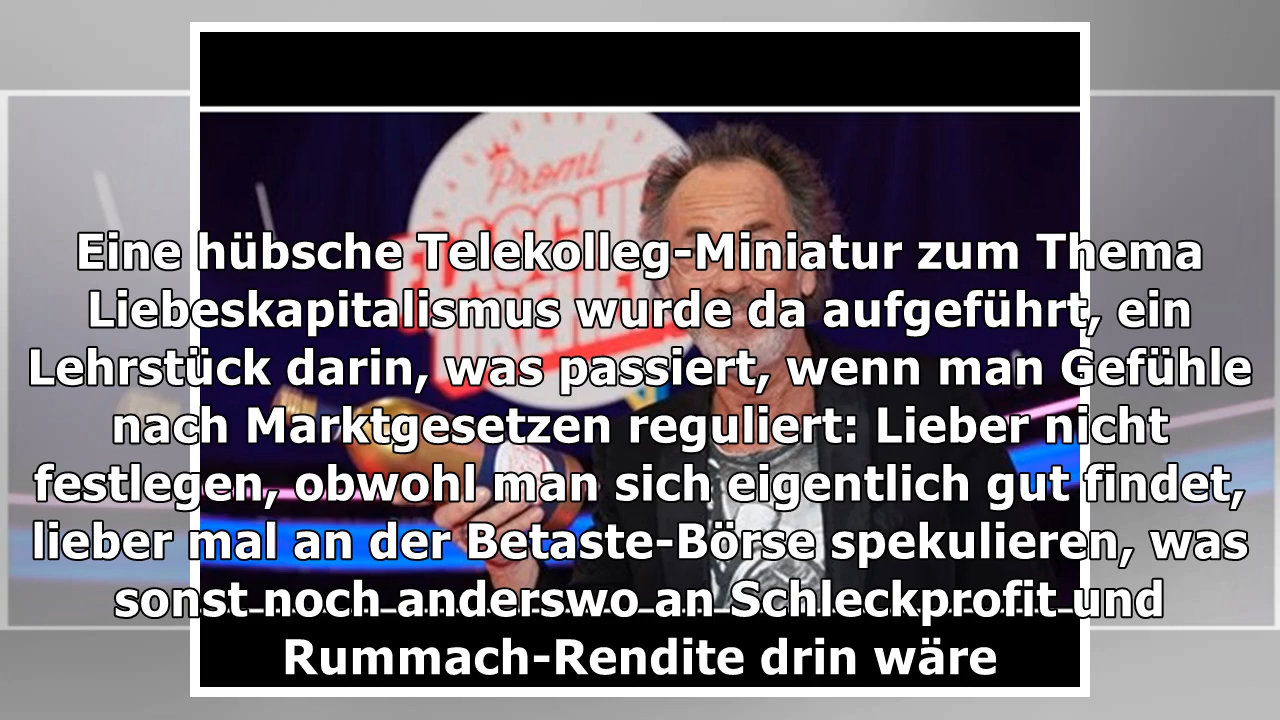 Promi
Eine hübsche Telekolleg-Miniatur zum Thema
Liebeskapitalismus wurde da aufgeführt, ein
Lehrstück darin, was passiert, wenn man Gefühle
nach Marktgesetzen reguliert: Lieber nicht
festlegen, obwohl man sich eigentlich gut findet,
lieber mal an der Betaste-Börse spekulieren, was
sonst noch anderswo an Schleckprofit und
Rummach-Rendite drin wäre